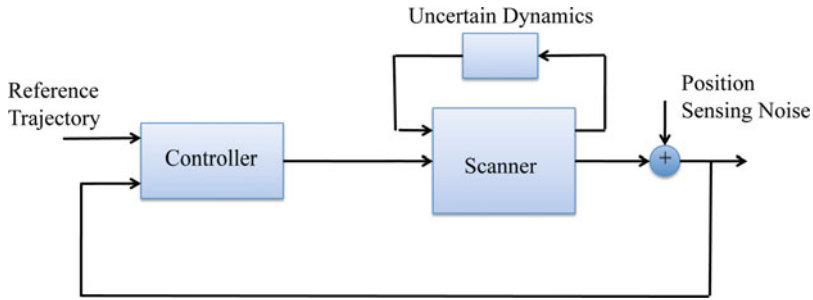 Uncertain Dynamics
Reference
Trajectory
Position
Sensing Noise
Controller
Scanner
+